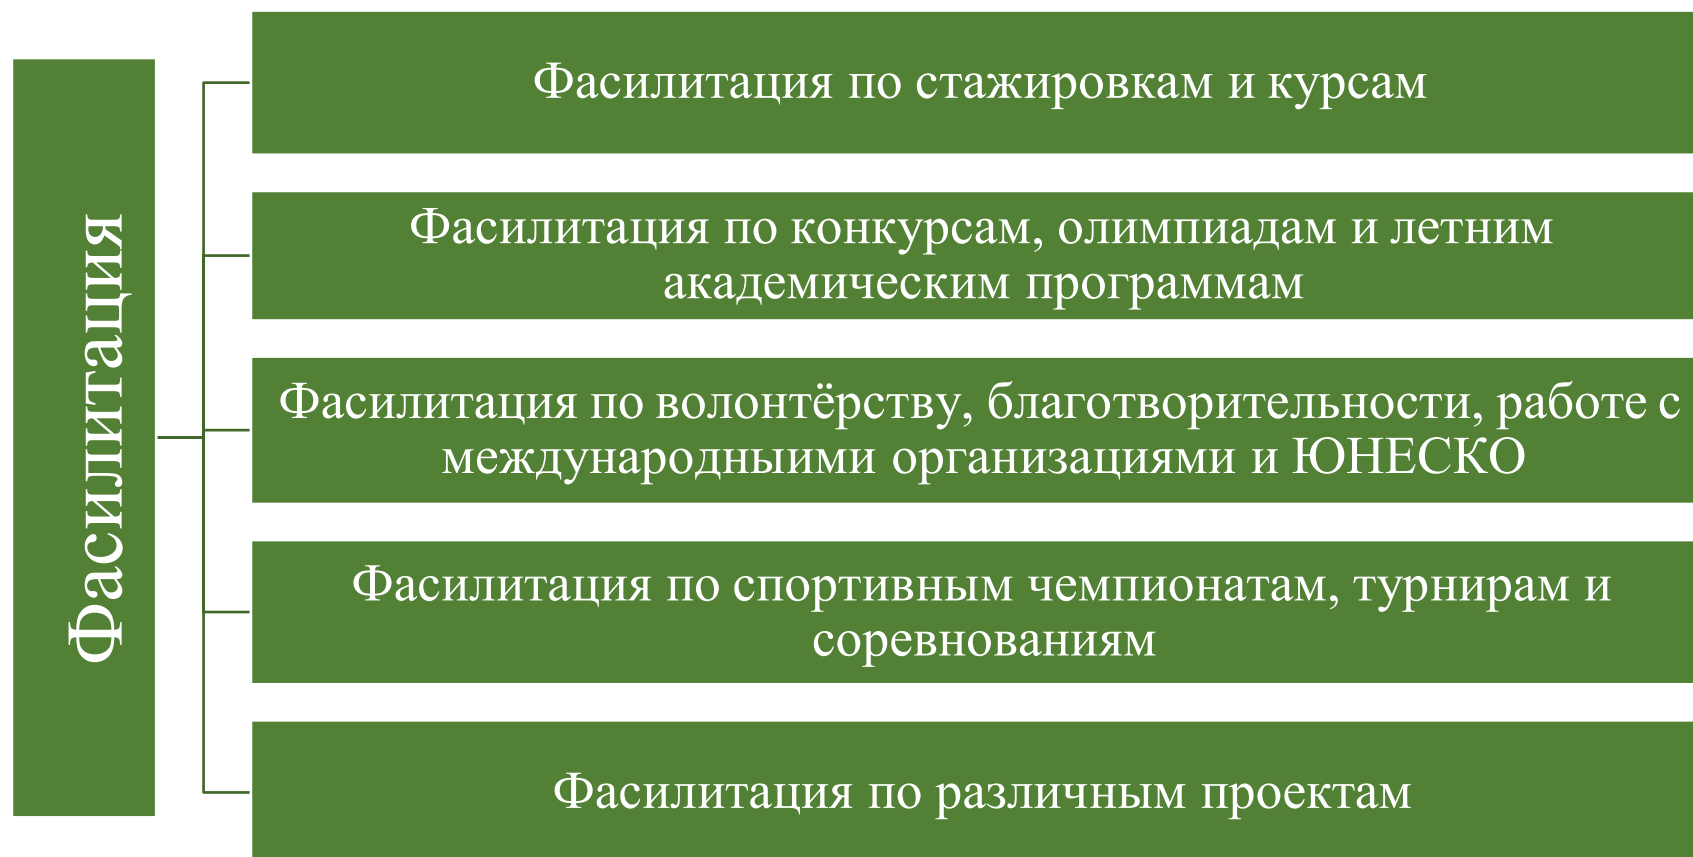 Фасилитация
Фасилитация по стажировкам и курсам
Фасилитация по конкурсам, олимпиадам и летним
академическим программам
Фасилитация по волонтёрству, благотворительности, работе с
международныими организациями и ЮНЕСКО
Фасилитация по спортивным чемпионатам, турнирам и
соревнованиям
Фасилитация по различным проектам